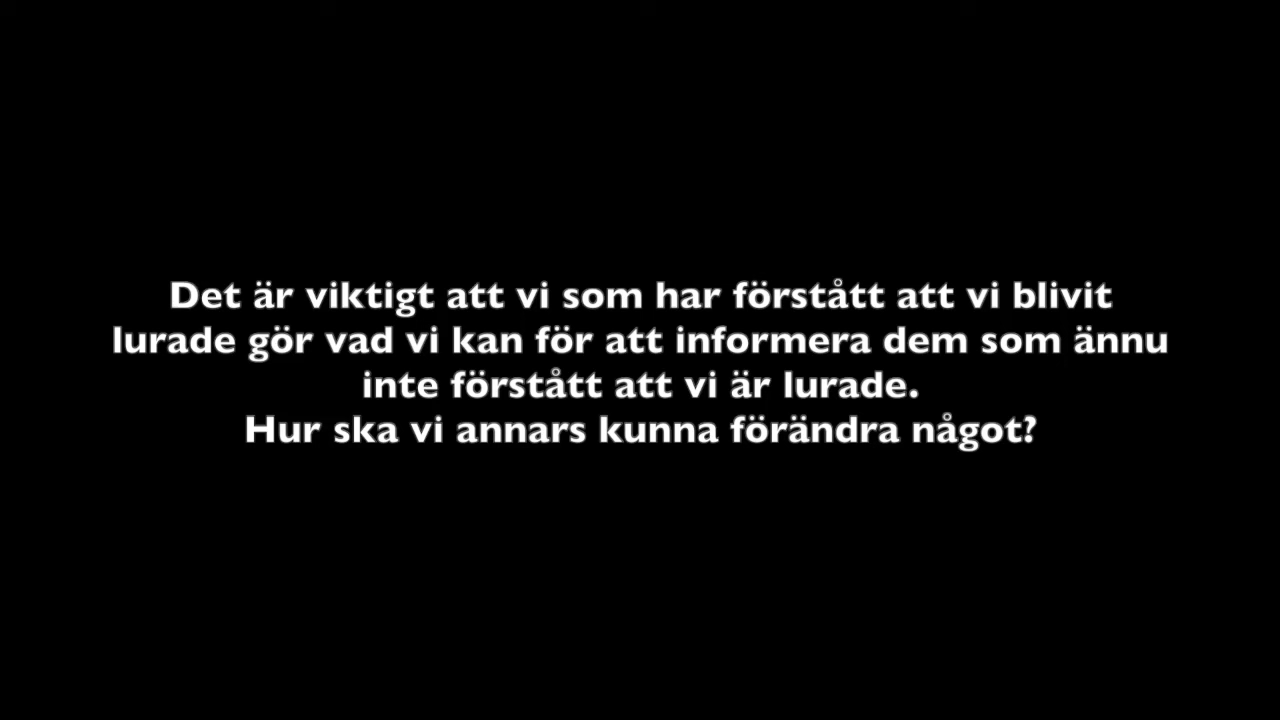 Det är viktigt att vi som har förstått att vi blivit
lurade gör vad vi kan för att informera dem som ännu
inte förstått att vi är lurade.
Hur ska vi annars kunna förändra något?